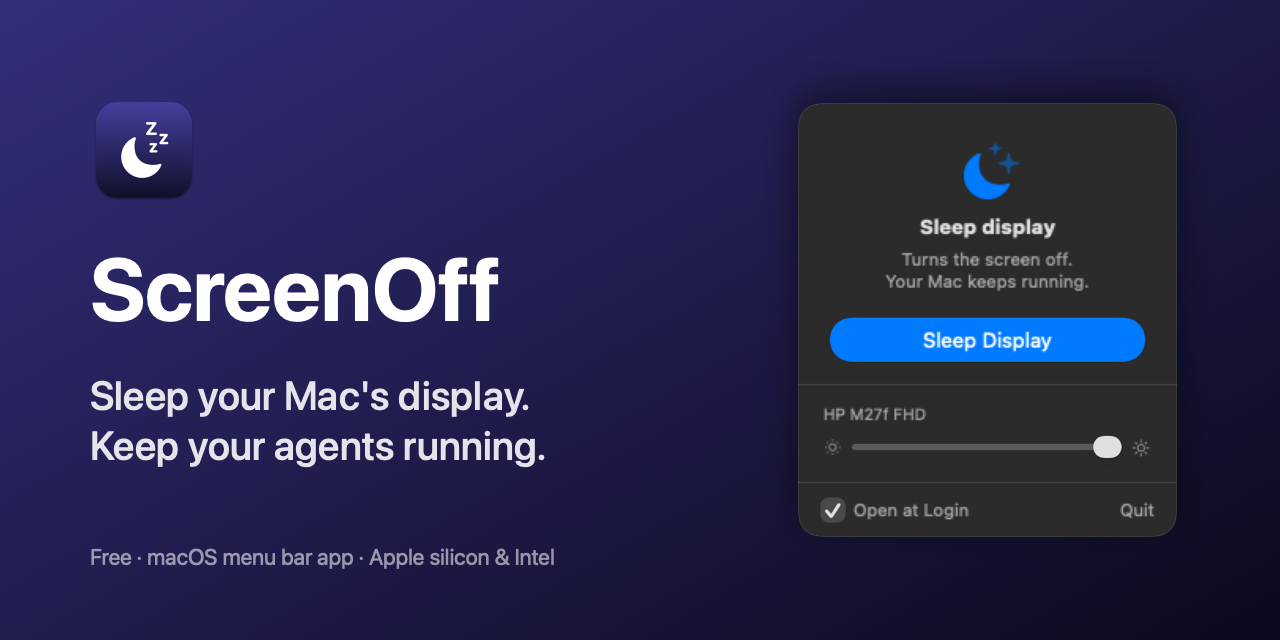 z z z
ScreenOff
Sleep your Mac's display.
Keep your agents running.
Free · macOS menu bar app · Apple silicon & Intel
Sleep display
Turns the screen off.
Your Mac keeps running.
Sleep Display
HP M27f FHD
Open at Login
Quit